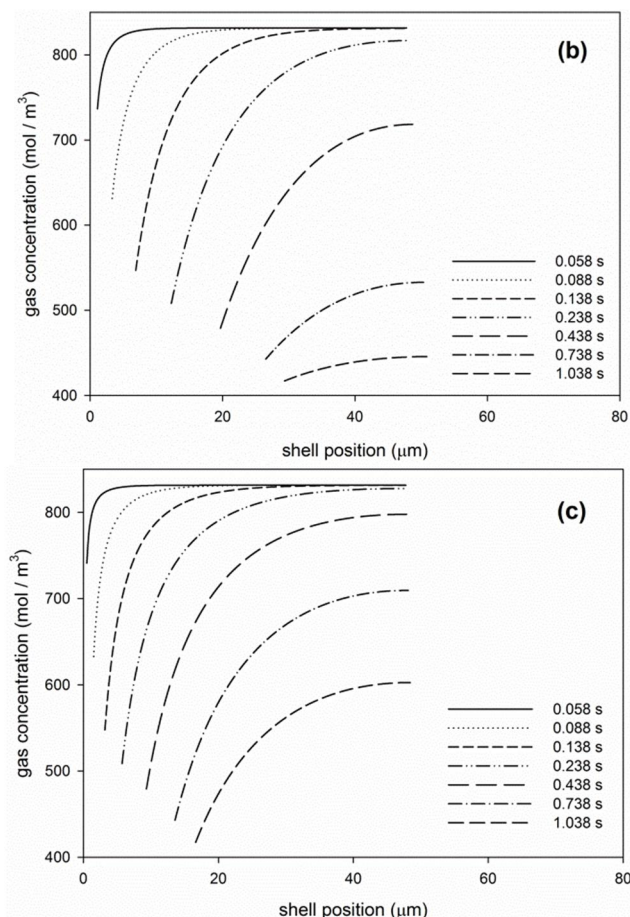 (b)
gas concentration (mol / m³)
800
700
600
500
400
0.058 s
0.088 s
0.138 s
0.238 s
0.438 s
0.738 s
1.038 s
0 20 40 60 80
shell position (μm)
(c)
gas concentration (mol / m³)
800
700
600
500
400
0.058 s
0.088 s
0.138 s
0.238 s
0.438 s
0.738 s
1.038 s
0 20 40 60 80
shell position (μm)